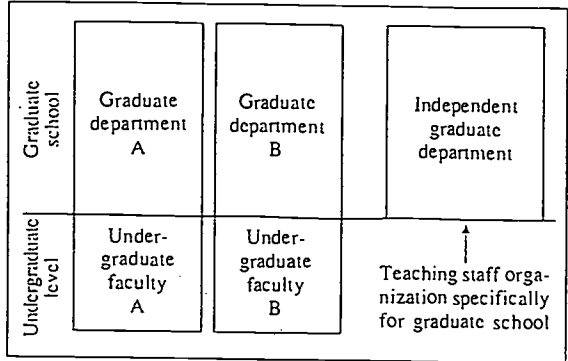 Graduate
school
Graduate
department
A
Graduate
department
B
Independent
graduate
department
Undergraduate
level
Under-
graduate
faculty
A
Under-
graduate
faculty
B
Teaching staff orga-
nization specifically
for graduate school